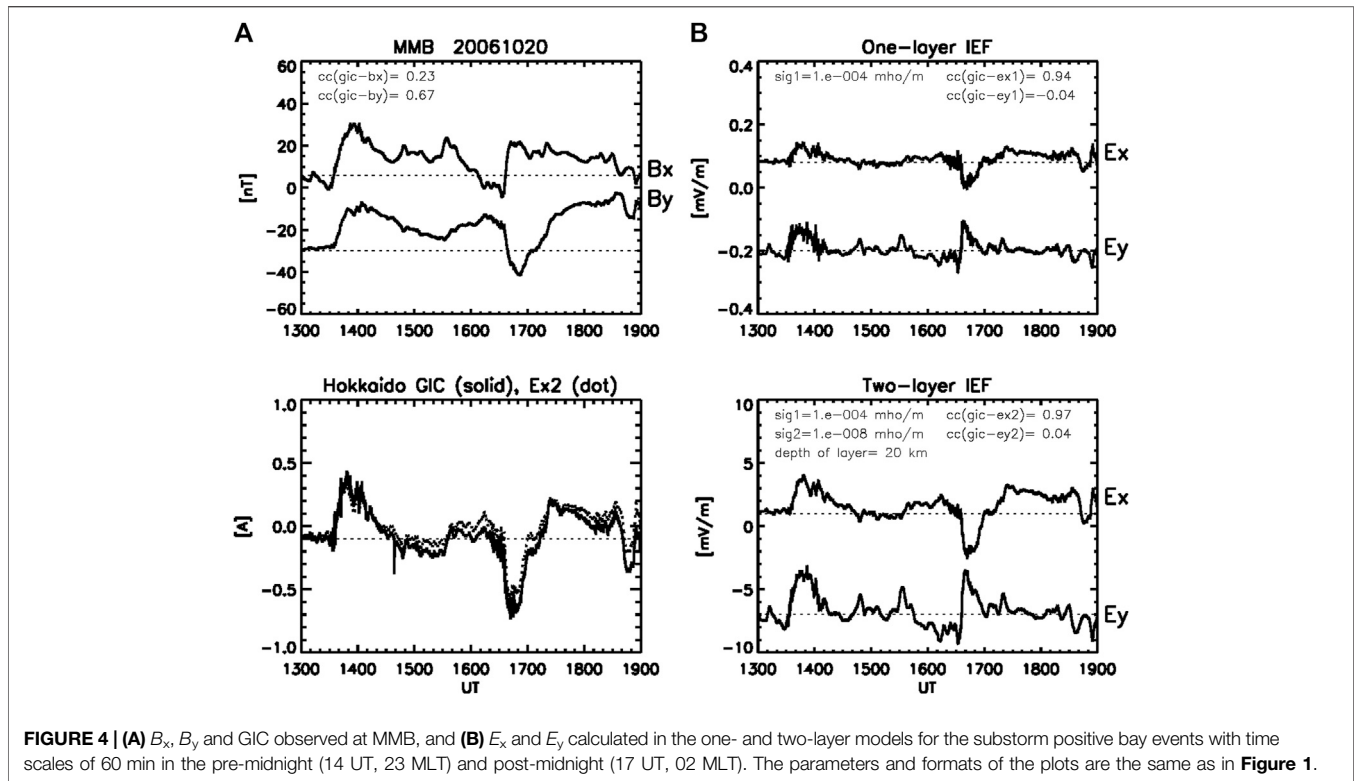 A
MMB 20061020
cc(gic-bx)= 0.23
cc(gic-by)= 0.67
60
40
20
0
−20
−40
−60
[nT]
Bx
By
1300 1400 1500 1600 1700 1800 1900
B
One-layer IEF
sig1=1.e-004 mho/m cc(gic-ex1)= 0.94
cc(gic-ey1)=-0.04
0.4
0.2
0.0
−0.2
−0.4
[mV/m]
Ex
Ey
1300 1400 1500 1600 1700 1800 1900
Hokkaido GIC (solid), Ex2 (dot)
1.0
0.5
0.0
−0.5
−1.0
[A]
1300 1400 1500 1600 1700 1800 1900
UT
Two-layer IEF
sig1=1.e-004 mho/m cc(gic-ex2)= 0.97
sig2=1.e-008 mho/m cc(gic-ey2)= 0.04
depth of layer= 20 km
10
5
0
−5
−10
[mV/m]
Ex
Ey
1300 1400 1500 1600 1700 1800 1900
UT
FIGURE 4 | (A) Bx, By and GIC observed at MMB, and (B) Ex and Ey calculated in the one- and two-layer models for the substorm positive bay events with time
scales of 60 min in the pre-midnight (14 UT, 23 MLT) and post-midnight (17 UT, 02 MLT). The parameters and formats of the plots are the same as in Figure 1.